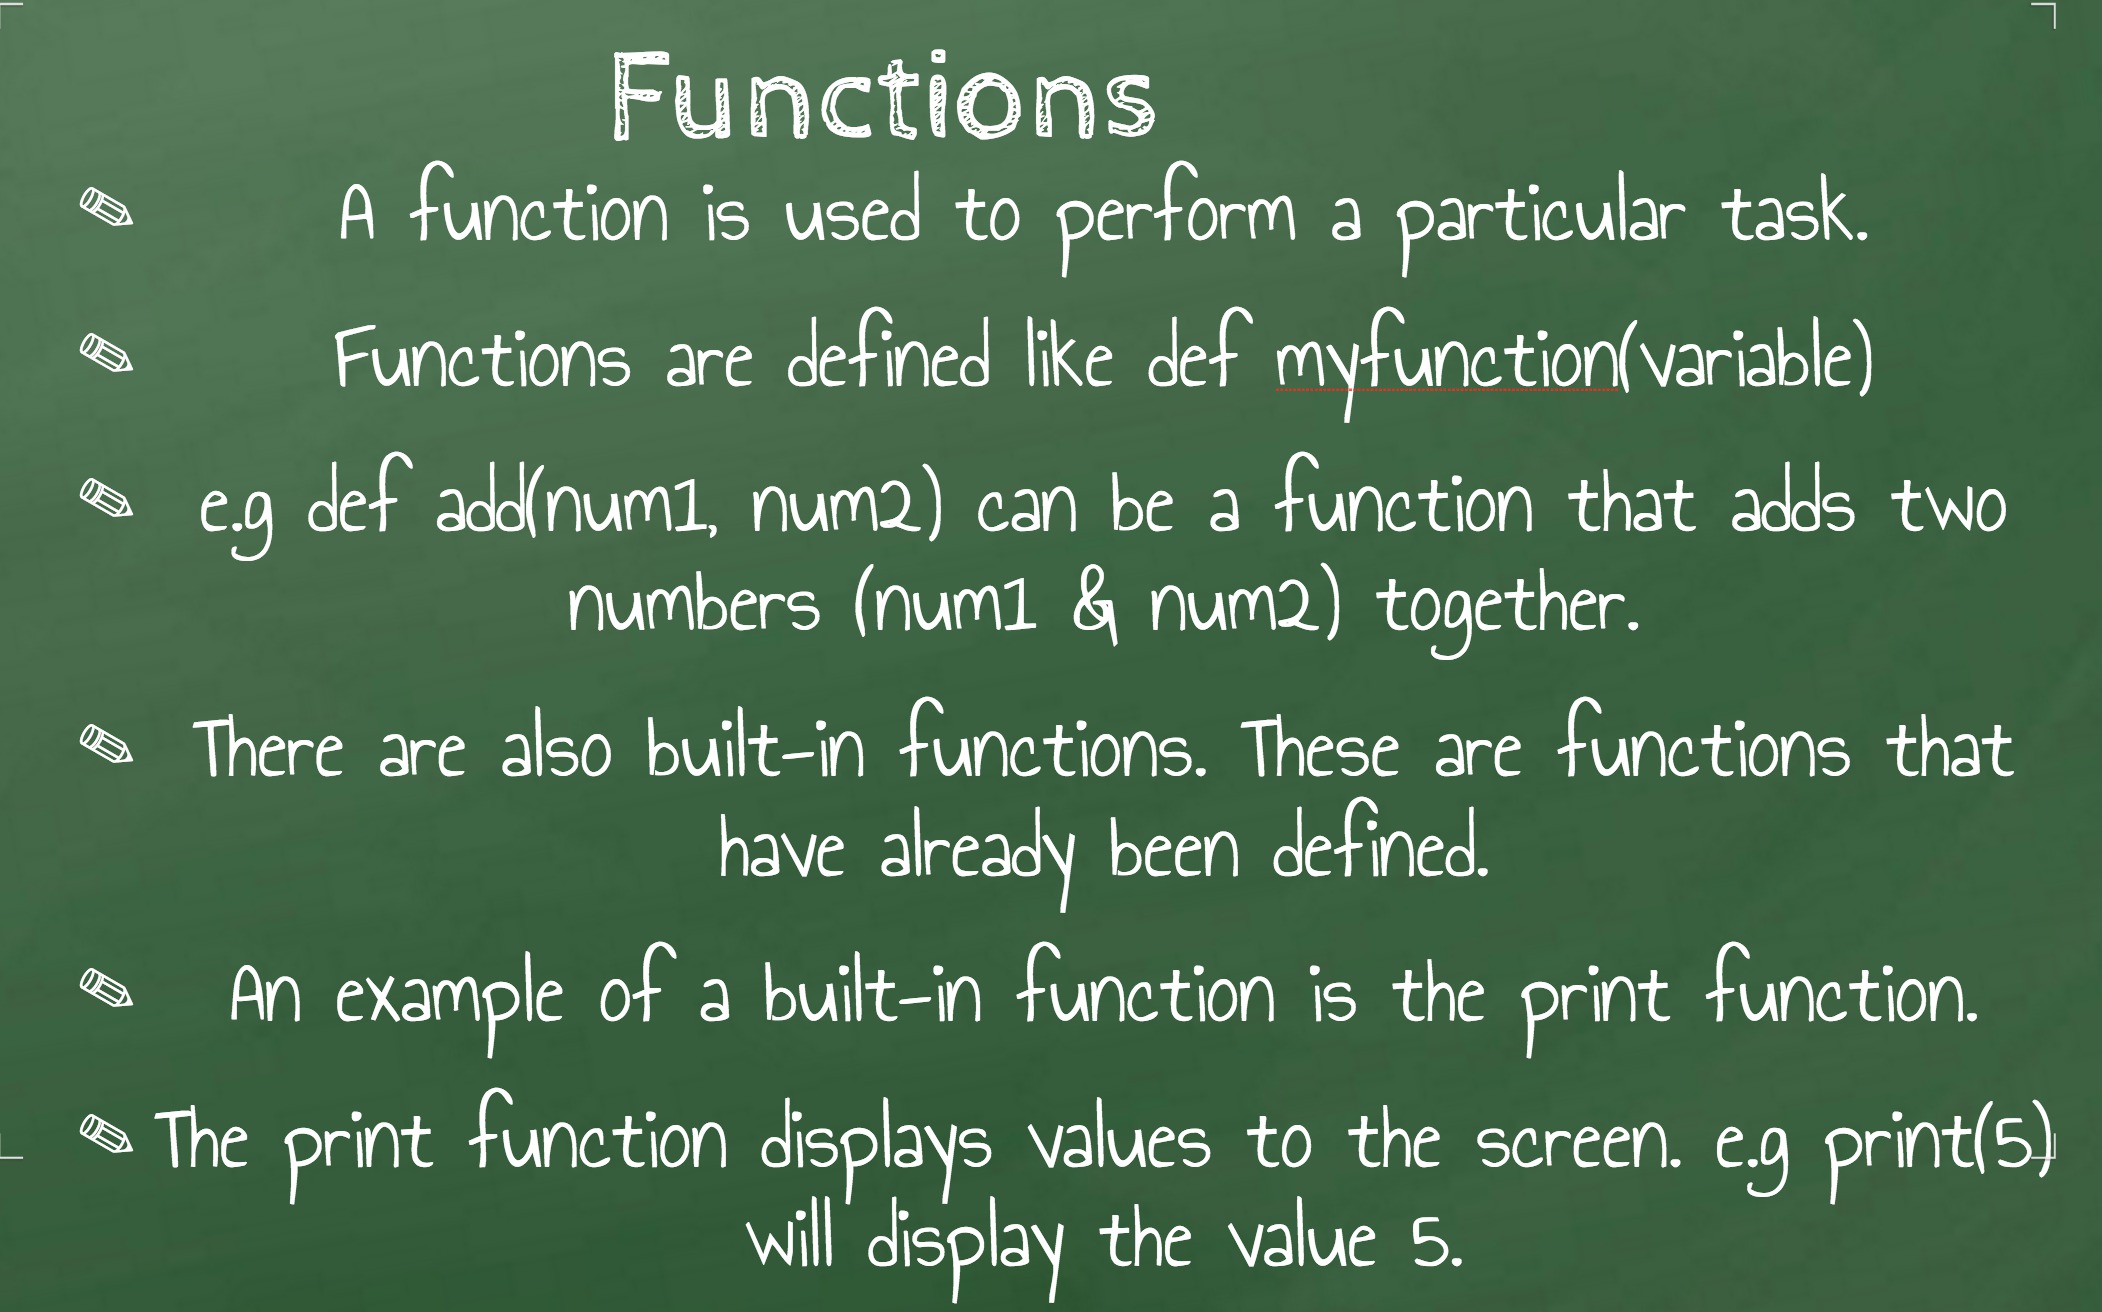 Functions
A function is used to perform a particular task.
Functions are defined like def myfunction(variable)
e.g def add(num1, num2) can be a function that adds two
numbers (num1 & num2) together.
There are also built-in functions. These are functions that
have already been defined.
An example of a built-in function is the print function.
The print function displays values to the screen. e.g print(5)
will display the value 5.